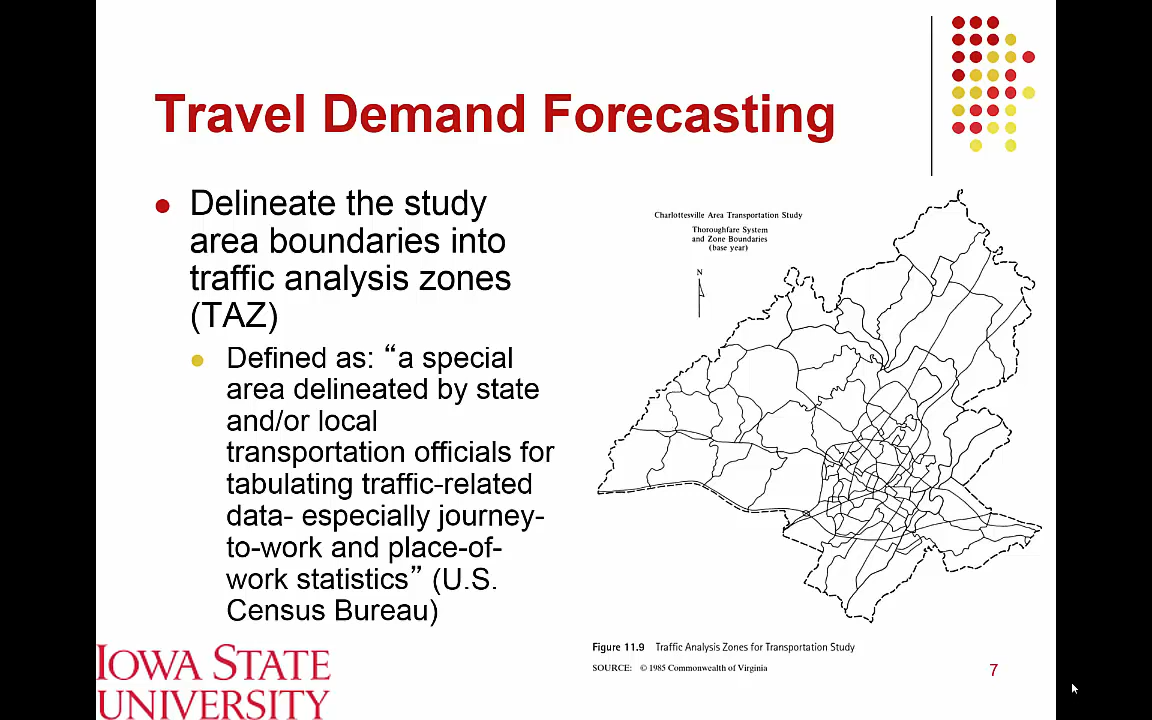 Travel Demand Forecasting
Delineate the study
area boundaries into
traffic analysis zones
(TAZ)
Defined as: “a special
area delineated by state
and/or local
transportation officials for
tabulating traffic-related
data- especially journey-
to-work and place-of-
work statistics” (U.S.
Census Bureau)
Charlottesville Area Transportation Study
Thoroughfare System
and Zone Boundaries
(base year)
N
Figure 11.9 Traffic Analysis Zones for Transportation Study
SOURCE: © 1985 Commonwealth of Virginia
IOWA STATE
UNIVERSITY
7